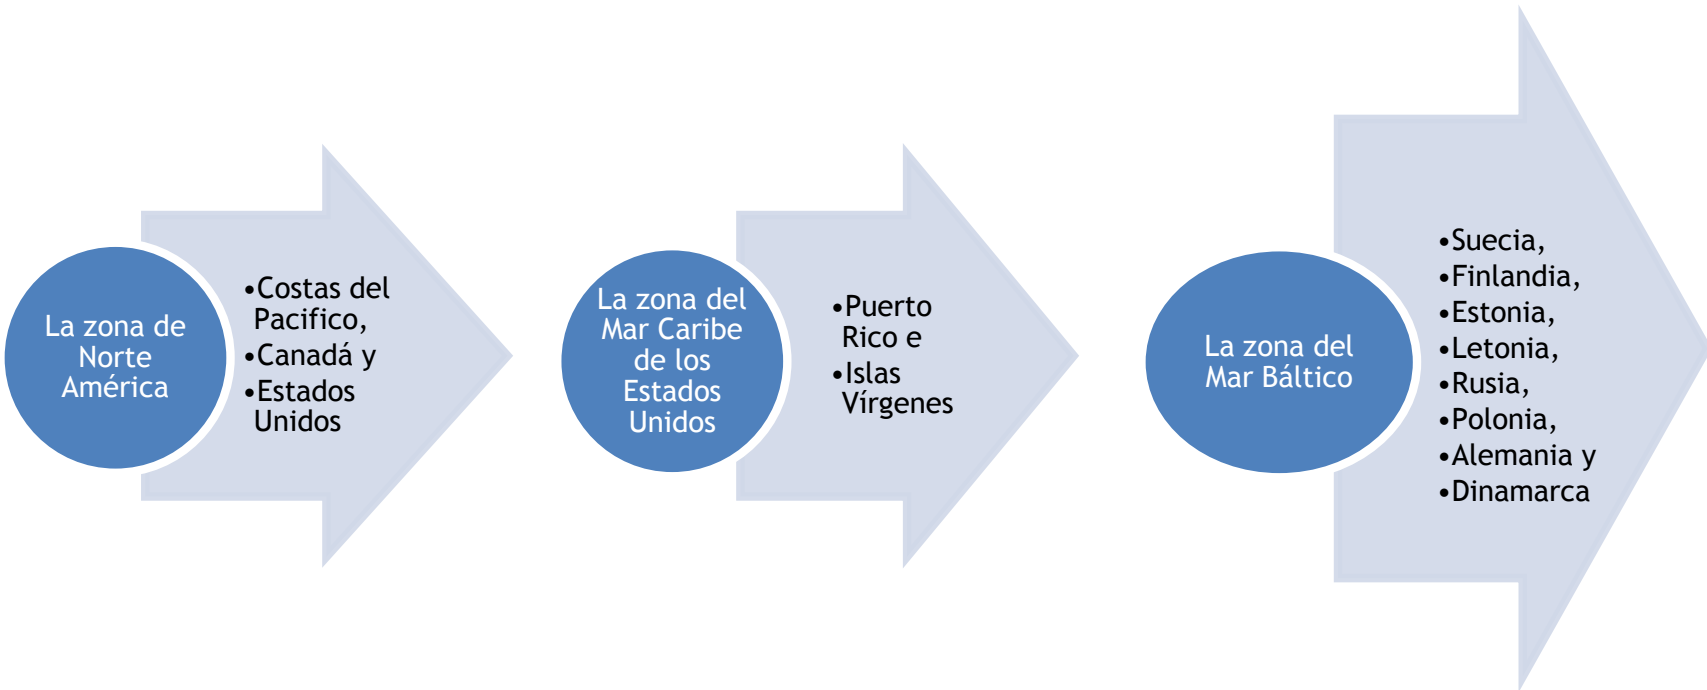 La zona de
Norte
América
•Costas del
Pacifico,
•Canadá y
•Estados
Unidos
La zona del
Mar Caribe
de los
Estados
Unidos
•Puerto
Rico e
•Islas
Vírgenes
La zona del
Mar Báltico
•Suecia,
•Finlandia,
•Estonia,
•Letonia,
•Rusia,
•Polonia,
•Alemania y
•Dinamarca